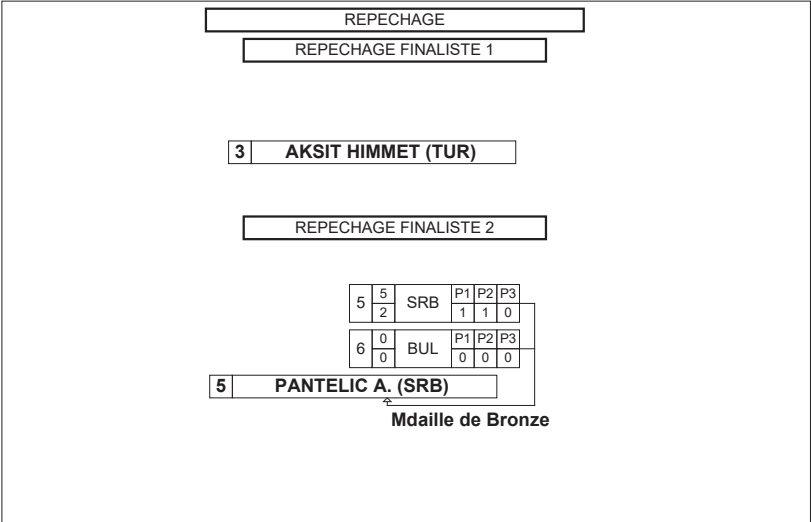 REPECHAGE
REPECHAGE FINALISTE 1
3 AKSIT HIMMET (TUR)
REPECHAGE FINALISTE 2
5 5 SRB P1 P2 P3
2 1 1 0
6 0 BUL P1 P2 P3
0 0 0 0
5 PANTELIC A. (SRB)
Mdaille de Bronze